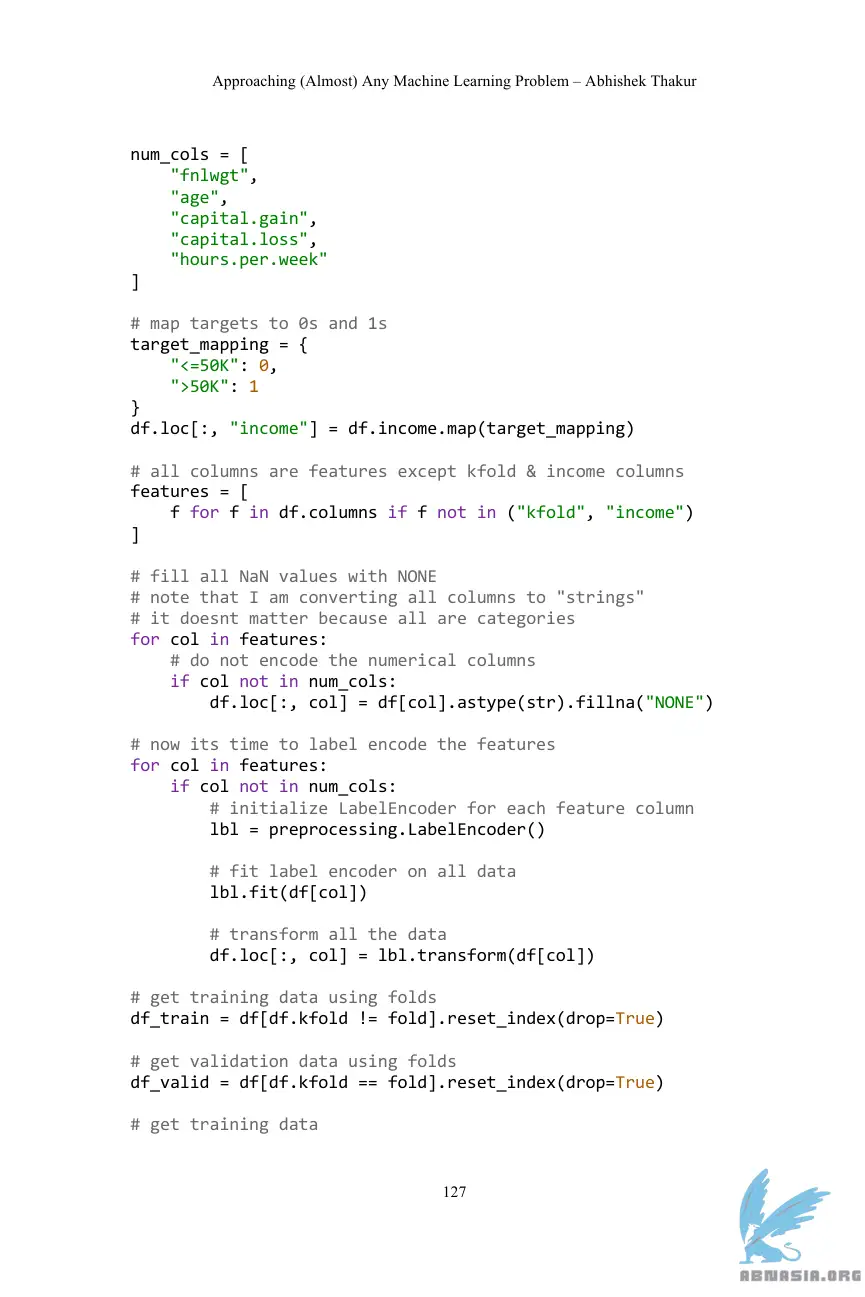 Approaching (Almost) Any Machine Learning Problem – Abhishek Thakur
num_cols = [
    "fnlwgt",
    "age",
    "capital.gain",
    "capital.loss",
    "hours.per.week"
]
# map targets to 0s and 1s
target_mapping = {
    "<=50K": 0,
    ">50K": 1
}
df.loc[:, "income"] = df.income.map(target_mapping)
# all columns are features except kfold & income columns
features = [
    f for f in df.columns if f not in ("kfold", "income")
]
# fill all NaN values with NONE
# note that I am converting all columns to "strings"
# it doesnt matter because all are categories
for col in features:
    # do not encode the numerical columns
    if col not in num_cols:
        df.loc[:, col] = df[col].astype(str).fillna("NONE")
# now its time to label encode the features
for col in features:
    if col not in num_cols:
        # initialize LabelEncoder for each feature column
        lbl = preprocessing.LabelEncoder()
        # fit label encoder on all data
        lbl.fit(df[col])
        # transform all the data
        df.loc[:, col] = lbl.transform(df[col])
# get training data using folds
df_train = df[df.kfold != fold].reset_index(drop=True)
# get validation data using folds
df_valid = df[df.kfold == fold].reset_index(drop=True)
# get training data
127
ABNASIA.ORG